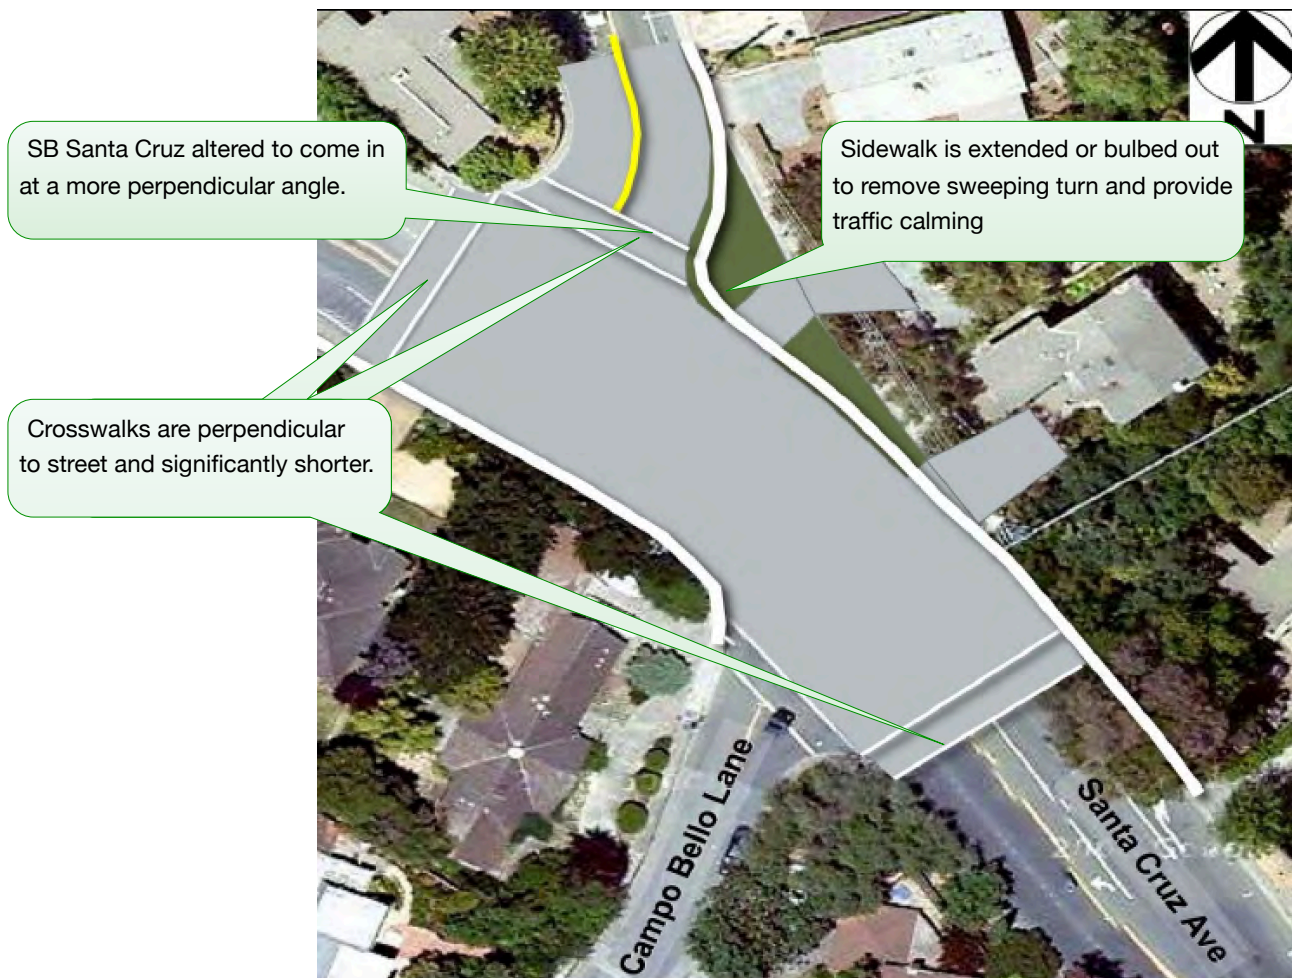 SB Santa Cruz altered to come in
at a more perpendicular angle.
Sidewalk is extended or bulbed out
to remove sweeping turn and provide
traffic calming
Crosswalks are perpendicular
to street and significantly shorter.
Campo Bello Lane
Santa Cruz Ave
N